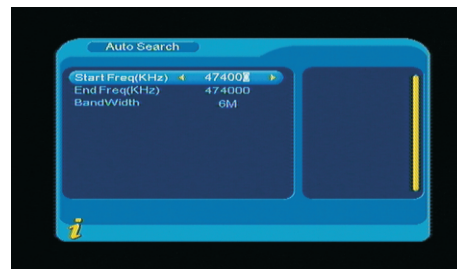 Auto Search
Start Freq(KHz) 47400
End Freq(KHz) 474000
BandWidth 6M
i